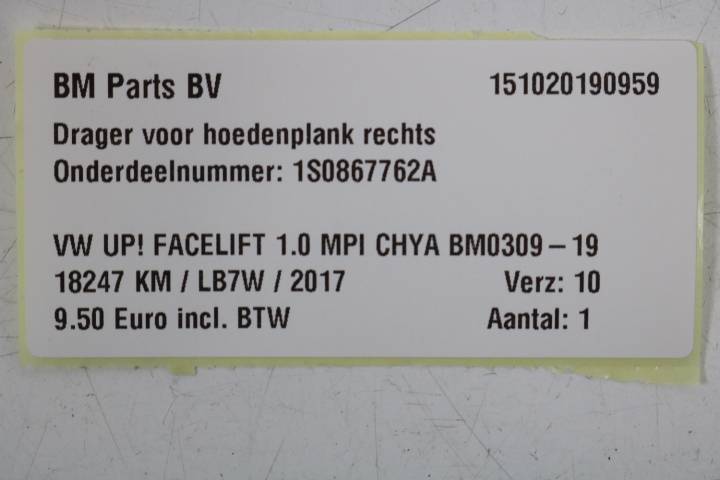 BM Parts BV 151020190959
Drager voor hoedenplank rechts
Onderdeelnummer: 1S0867762A
VW UP! FACELIFT 1.0 MPI CHYA BM0309 – 19
18247 KM / LB7W / 2017 Verz: 10
9.50 Euro incl. BTW Aantal: 1